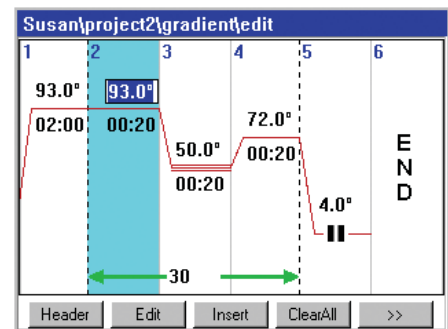 Susan\project2\gradient\edit
1 2 3 4 5 6
93.0° 93.0°
02:00 00:20
50.0°
00:20
72.0°
00:20
4.0°
END
30
Header Edit Insert ClearAll >>